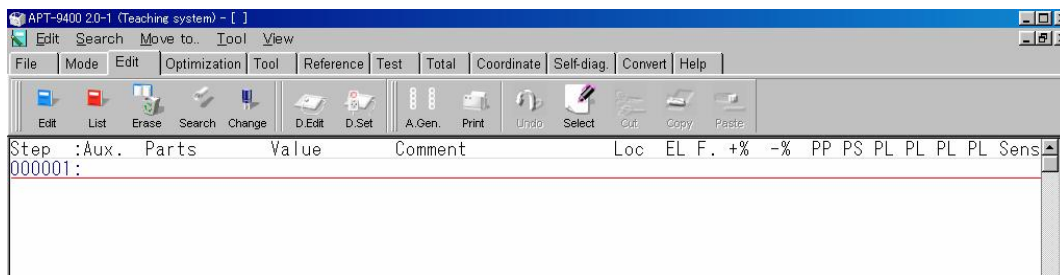 APT-9400 2.0-1 (Teaching system) - [ ]
Edit Search Move to.. Tool View
File Mode Edit Optimization Tool Reference Test Total Coordinate Self-diag. Convert Help
Edit List Erase Search Change D.Edit D.Set A.Gen. Print Undo Select Cut Copy Paste
Step :Aux. Parts Value Comment Loc EL F. +% -% PP PS PL PL PL PL Sens
000001: